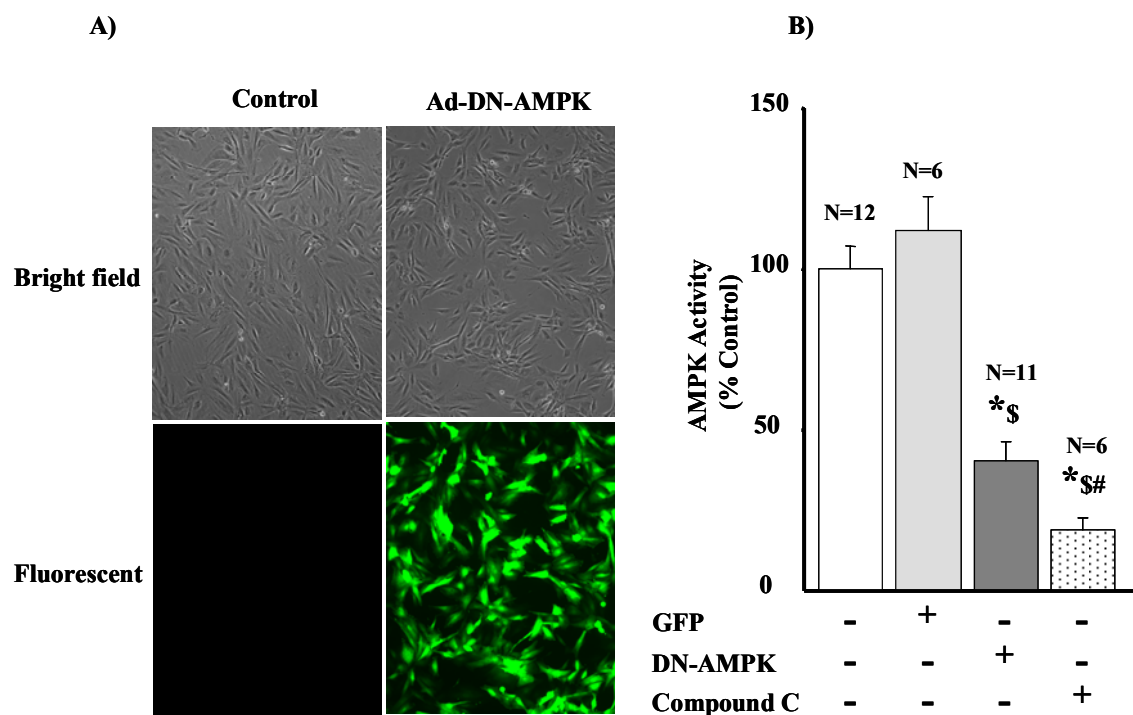 A)
B)
Control
Ad-DN-AMPK
Bright field
Fluorescent
AMPK Activity
(% Control)
150
100
50
0
N=12
N=6
N=11
*$
N=6
*$#
GFP - + - -
DN-AMPK - - + -
Compound C - - - +